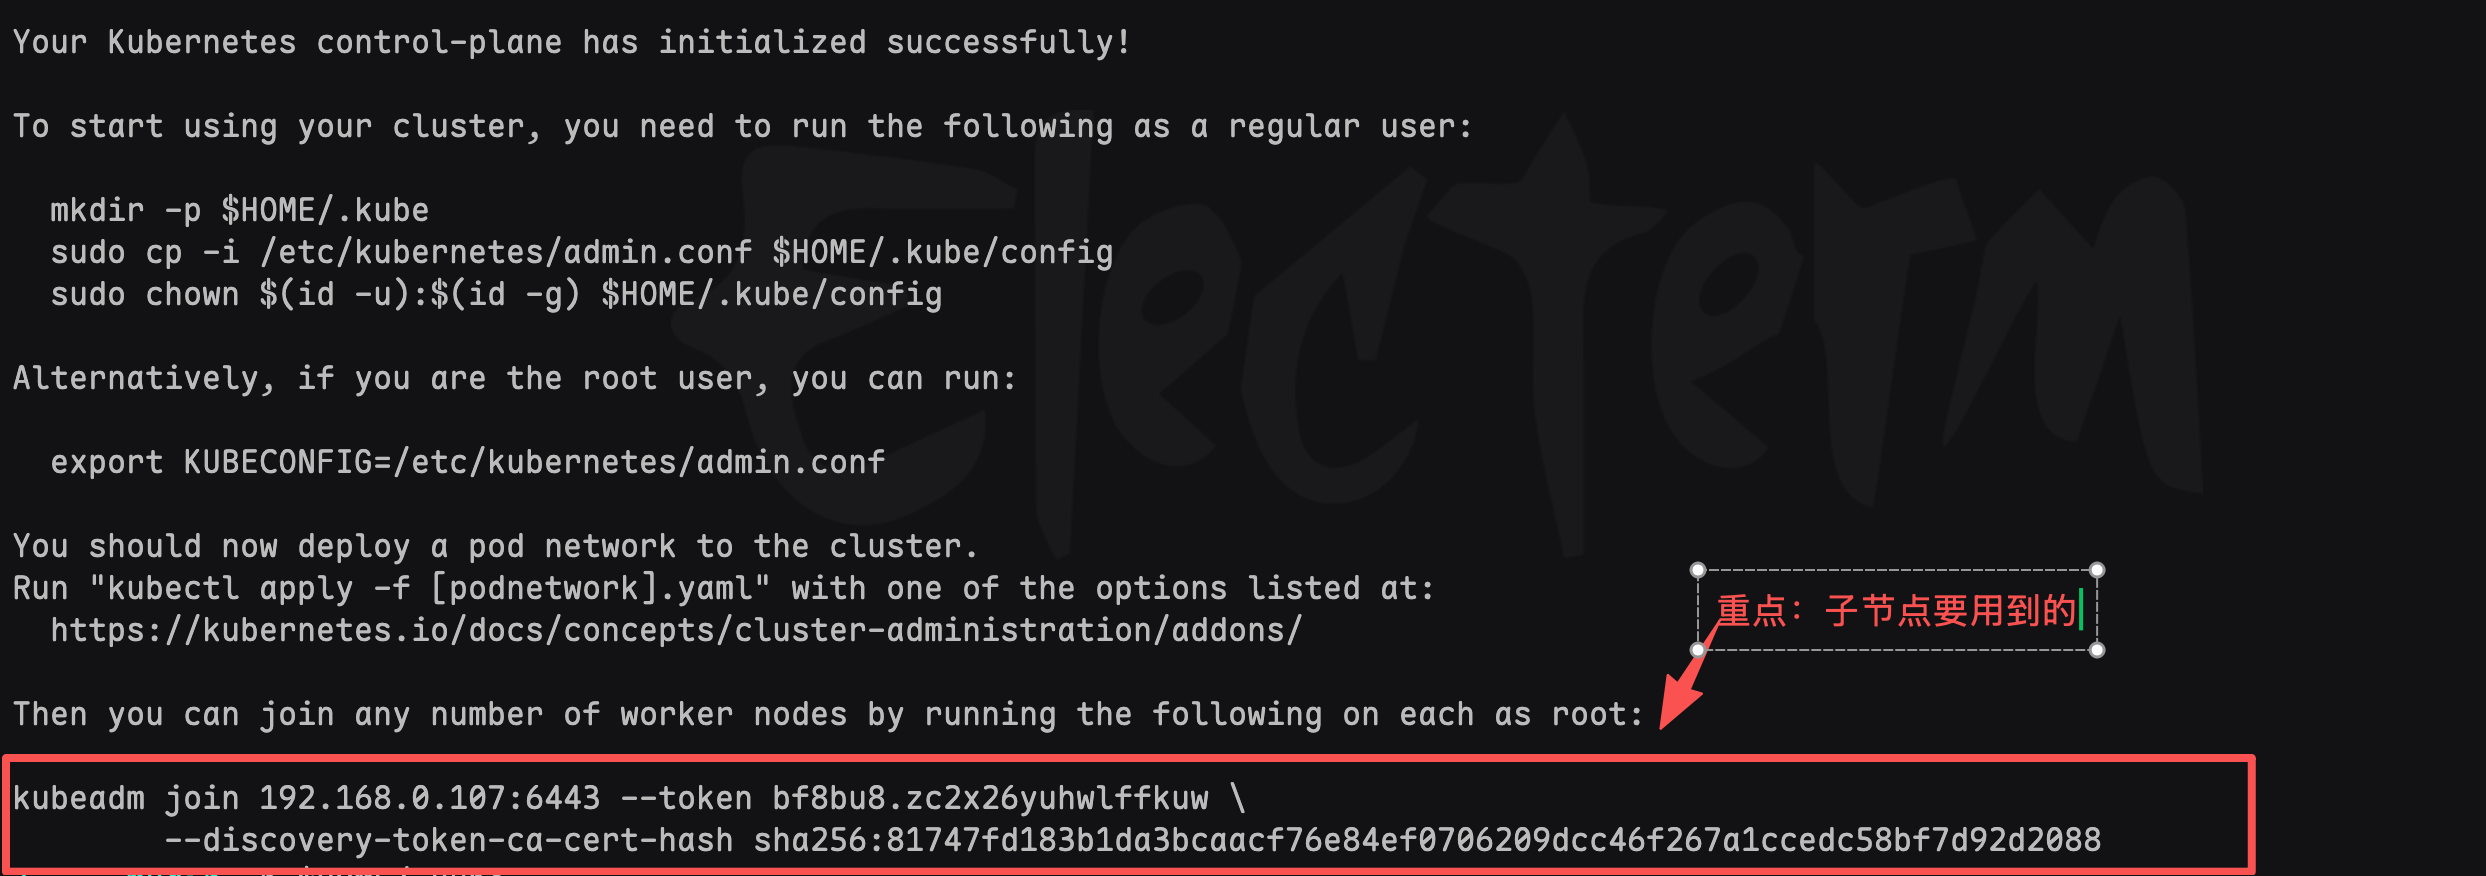 Your Kubernetes control-plane has initialized successfully!
To start using your cluster, you need to run the following as a regular user:
mkdir -p $HOME/.kube
sudo cp -i /etc/kubernetes/admin.conf $HOME/.kube/config
sudo chown $(id -u):$(id -g) $HOME/.kube/config
Alternatively, if you are the root user, you can run:
export KUBECONFIG=/etc/kubernetes/admin.conf
You should now deploy a pod network to the cluster.
Run "kubectl apply -f [podnetwork].yaml" with one of the options listed at:
https://kubernetes.io/docs/concepts/cluster-administration/addons/
重点：子节点要用到的
Then you can join any number of worker nodes by running the following on each as root:
kubeadm join 192.168.0.107:6443 --token bf8bu8.zc2x26yuhwlffkuw \
--discovery-token-ca-cert-hash sha256:81747fd183b1da3bcaacf76e84ef0706209dcc46f267a1ccedc58bf7d92d2088
Electerm